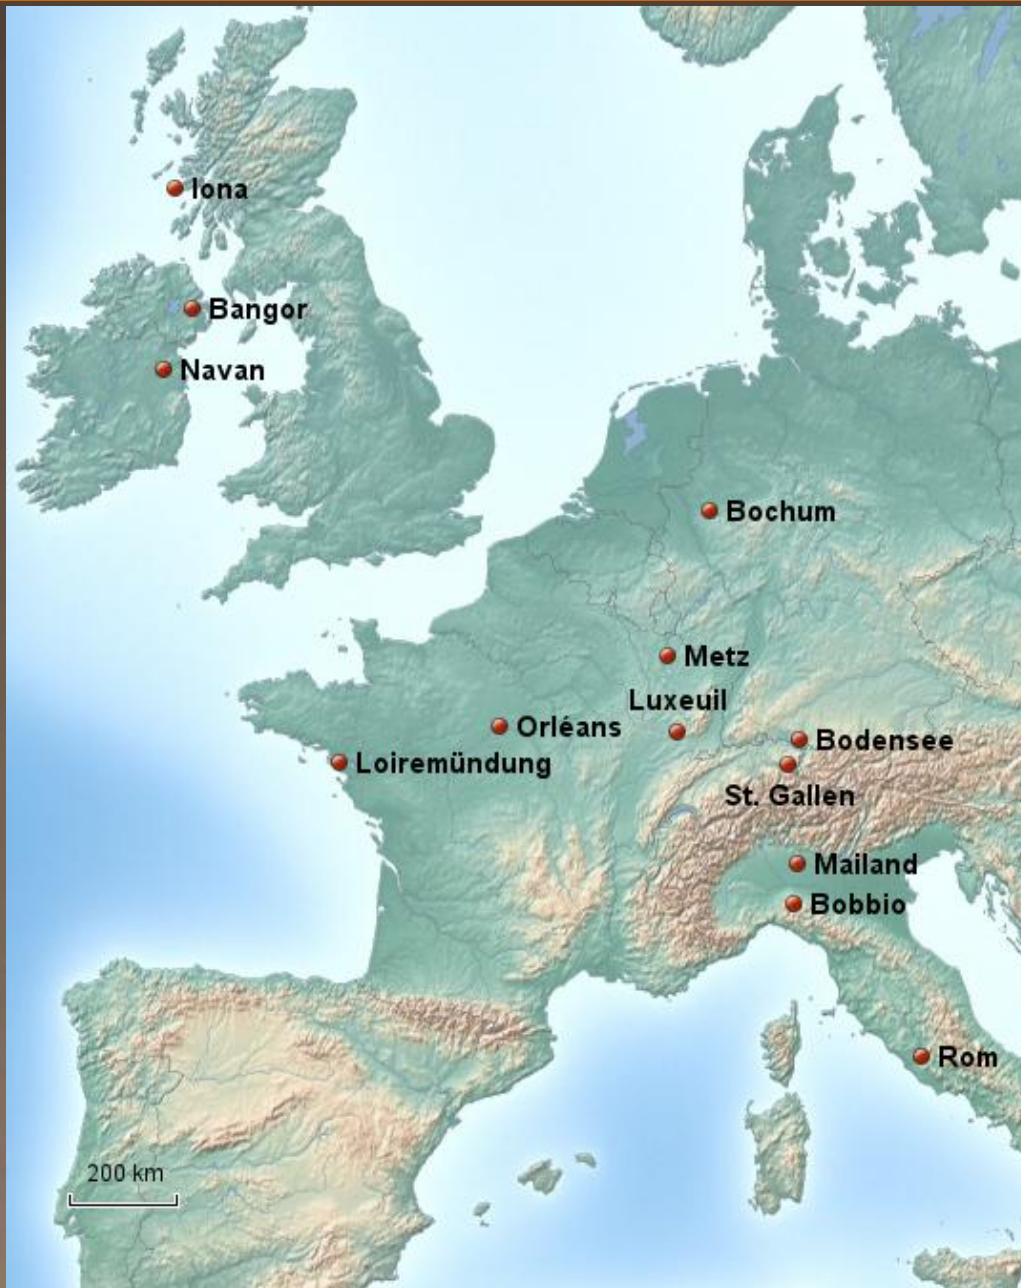 Iona
Bangor
Navan
Bochum
Metz
Luxeuil
Orléans
Bodensee
Loiremündung
St. Gallen
Mailand
Bobbio
Rom
200 km